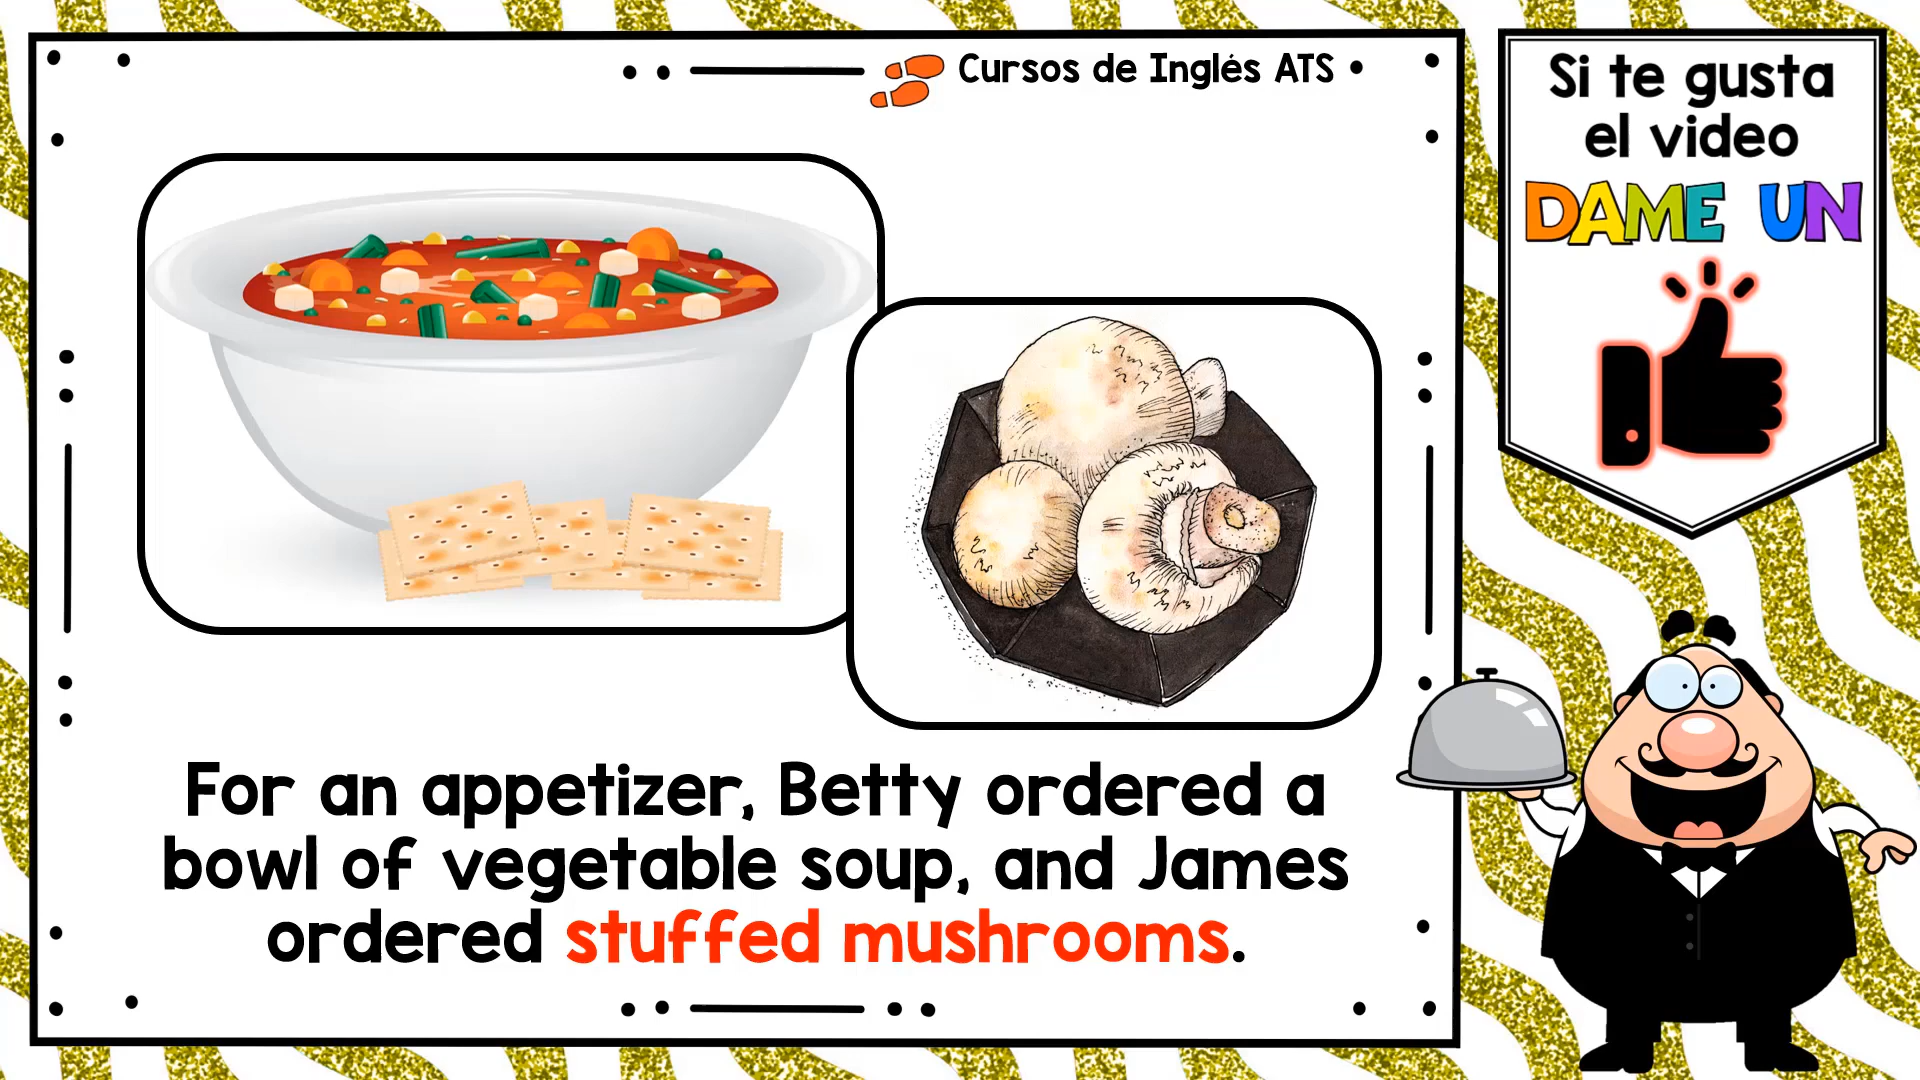 Cursos de Inglés ATS
Si te gusta
el video
DAME UN
For an appetizer, Betty ordered a
bowl of vegetable soup, and James
ordered stuffed mushrooms.